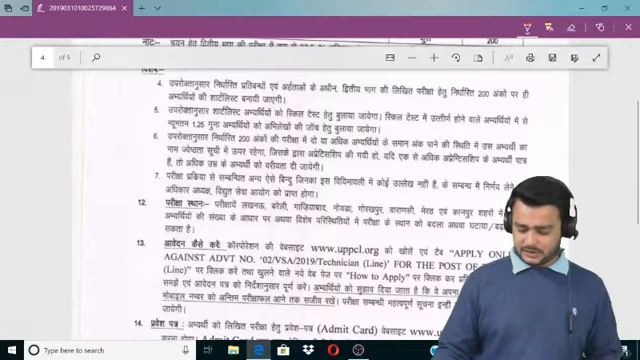 20190310100257298​64
4 of 5
200
विशेष:-
4. उपरोक्तानुसार निर्धारित प्रतिबन्धों एवं अर्हताओं के अधीन, द्वितीय भाग की लिखित परीक्षा हेतु निर्धारित 200 अंकों पर ही
अभ्यर्थियों की शार्टलिस्ट बनायी जाएगी।
5. उपरोक्तानुसार शार्टलिस्ट अभ्यर्थियों को स्किल टेस्ट हेतु बुलाया जायेगा। स्किल टेस्ट में उत्तीर्ण होने वाले अभ्यर्थियों में से
न्यूनतम 1.25 गुना अभ्यर्थियों को अभिलेखों की जाँच हेतु बुलाया जायेगा।
6. उपरोक्तानुसार निर्धारित 200 अंकों की परीक्षा में दो या अधिक अभ्यर्थियों के समान अंक पाने की स्थिति में उस अभ्यर्थी का
नाम ज्येष्ठता सूची में ऊपर रहेगा, जिसके द्वारा अप्रेंटिसशिप की गयी हो, यदि एक से अधिक अप्रेन्टिसशिप के अभ्यर्थी पात्र
हैं, तो अधिक उम्र के अभ्यर्थी को वरीयता दी जायेगी।
7. परीक्षा प्रक्रिया से सम्बन्धित अन्य ऐसे बिन्दु जिनका इस नियमावली में कोई उल्लेख नहीं है, के सम्बन्ध में निर्णय लेने
अधिकार अध्यक्ष, विद्युत सेवा आयोग को प्राप्त होगा।
12. परीक्षा स्थान:- परीक्षायें लखनऊ, बरेली, गाजियाबाद, नोयडा, गोरखपुर, वाराणसी, मेरठ एवं कानपुर शहरों में
अभ्यर्थियों की संख्या के आधार पर अथवा विशेष परिस्थितियों में परीक्षा के स्थान को बदला अथवा घटाया/बढ़
सकता है।
13. आवेदन कैसे करें: कॉरपोरेशन की वेबसाइट www.uppcl.org को खोलें एवं टैब "APPLY ONL
AGAINST ADVT NO. '02/VSA/2019/Technician (Line)' FOR THE POST OF
(Line)" पर क्लिक करें तथा खुलने वाले नये वेब पेज पर "How to Apply" पर क्लिक कर
समझें एवं आवेदन पत्र को निर्देशानुसार पूर्ण करें। अभ्यर्थियों को सुझाव दिया जाता है कि वे अपना
मोबाइल नम्बर को अन्तिम परीक्षाफल आने तक सजीव रखें। परीक्षा सम्बन्धी महत्वपूर्ण सूचना इन्हीं
जायेगी।
14. प्रवेश पत्र : अभ्यर्थी को लिखित परीक्षा हेतु प्रवेश-पत्र (Admit Card) वेबसाइट www.u
करना होगा।
Type here to search